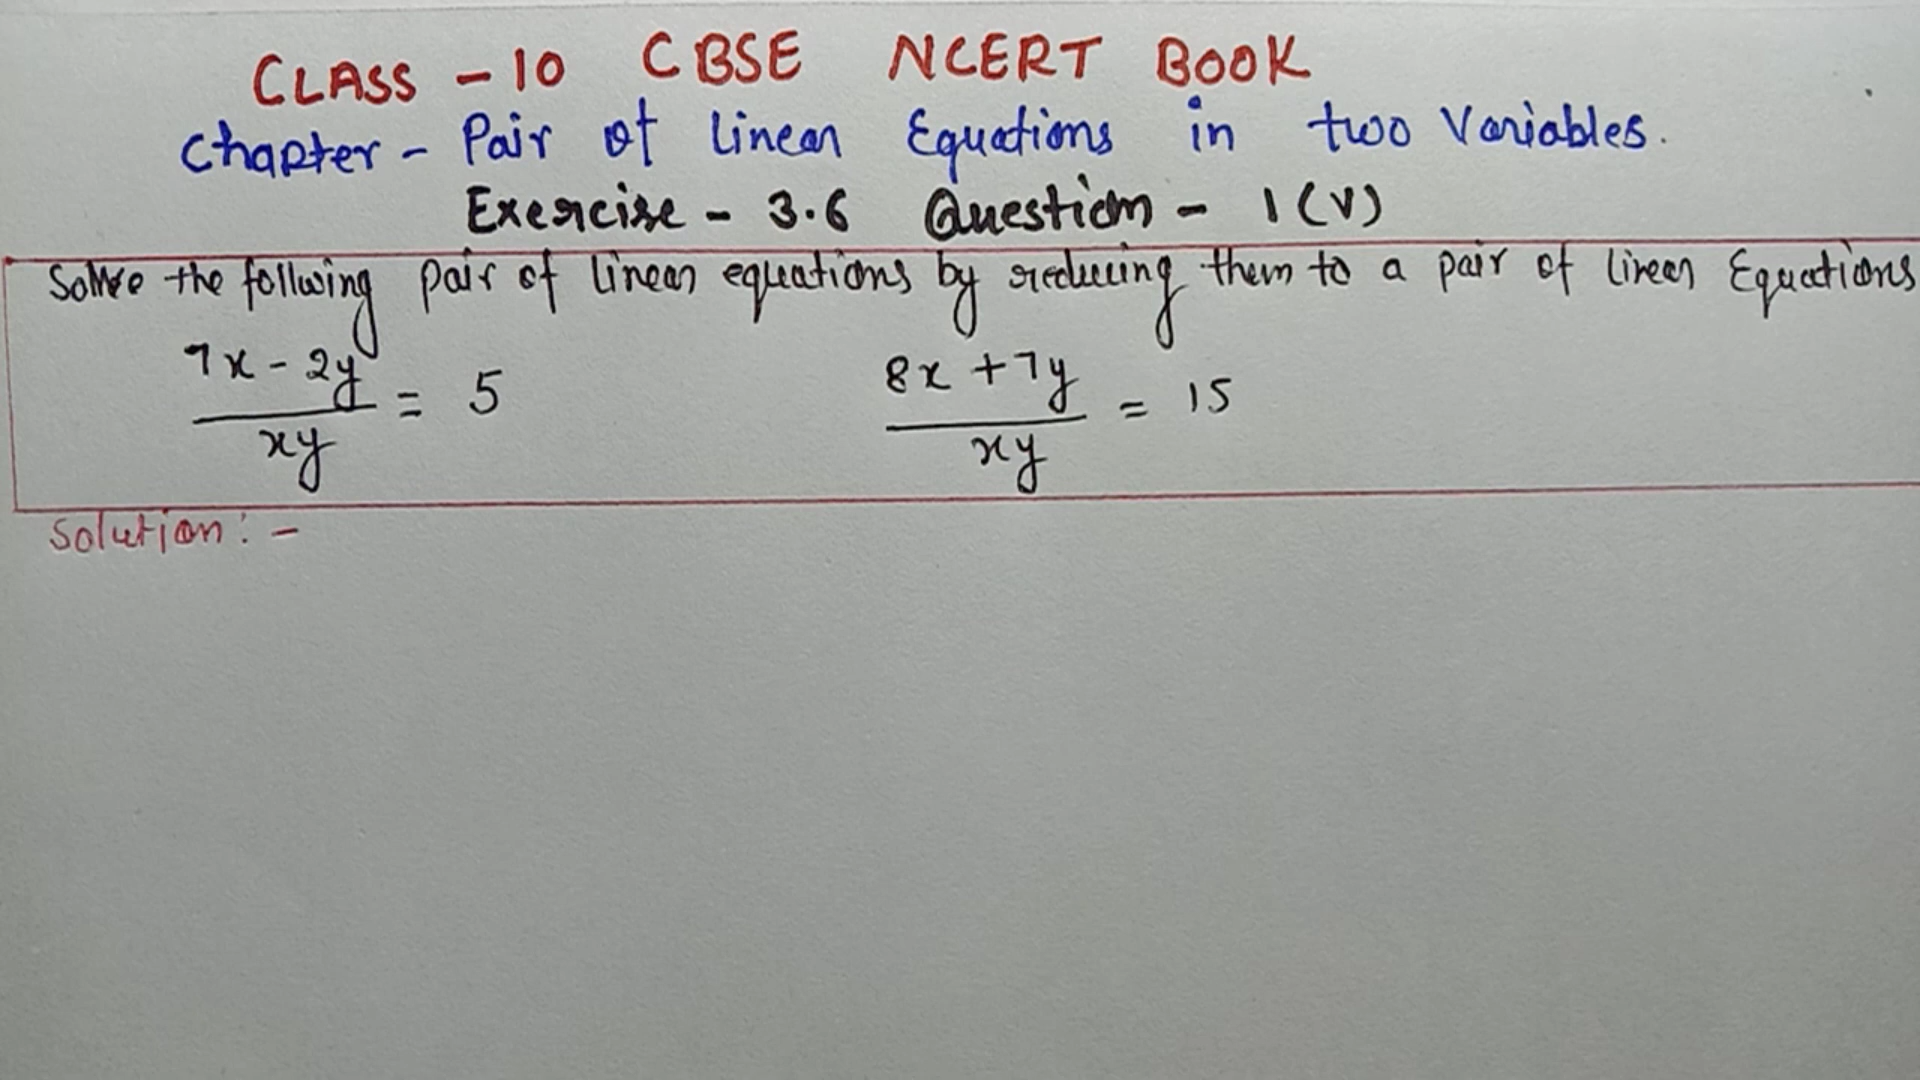 CLASS - 10 CBSE NCERT BOOK
Chapter - Pair of Linear Equations in two Variables.
Exercise - 3.6 Question - 1(V)
Solve the follwing pair of linear equations by reducing them to a pair of linear Equations
7x - 2y / xy = 5    8x + 7y / xy = 15
Solution: -